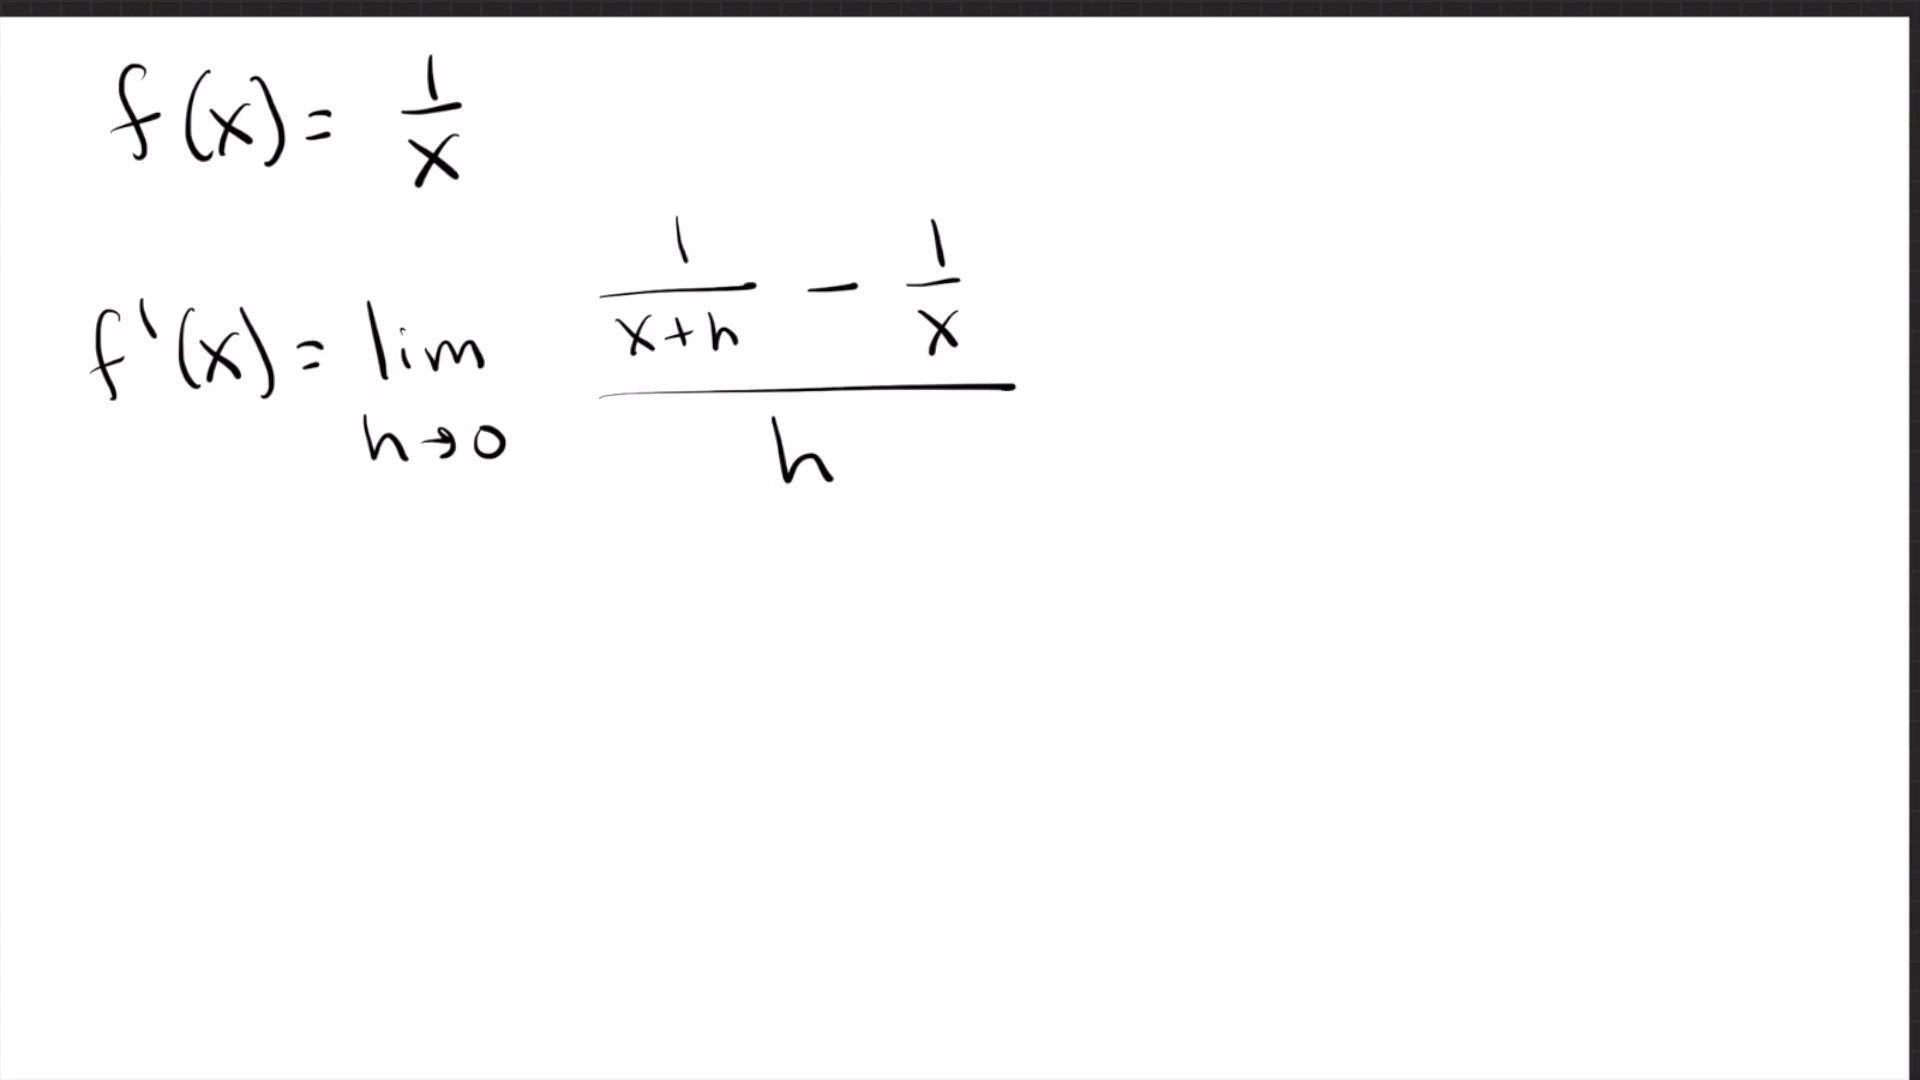 f(x) = 1/x
f'(x) = lim h→0 (1/(x+h) - 1/x)/h